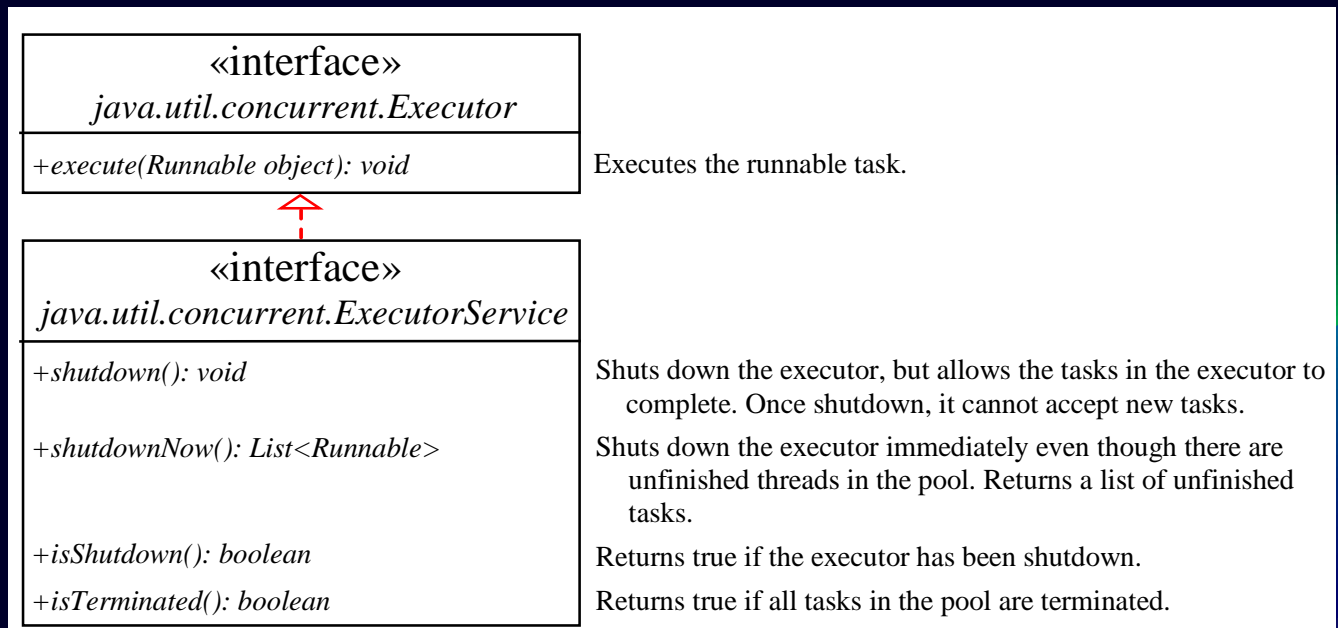 «interface»
java.util.concurrent.Executor
+execute(Runnable object): void
Executes the runnable task.
«interface»
java.util.concurrent.ExecutorService
+shutdown(): void
Shuts down the executor, but allows the tasks in the executor to
complete. Once shutdown, it cannot accept new tasks.
+shutdownNow(): List<Runnable>
Shuts down the executor immediately even though there are
unfinished threads in the pool. Returns a list of unfinished
tasks.
+isShutdown(): boolean
Returns true if the executor has been shutdown.
+isTerminated(): boolean
Returns true if all tasks in the pool are terminated.